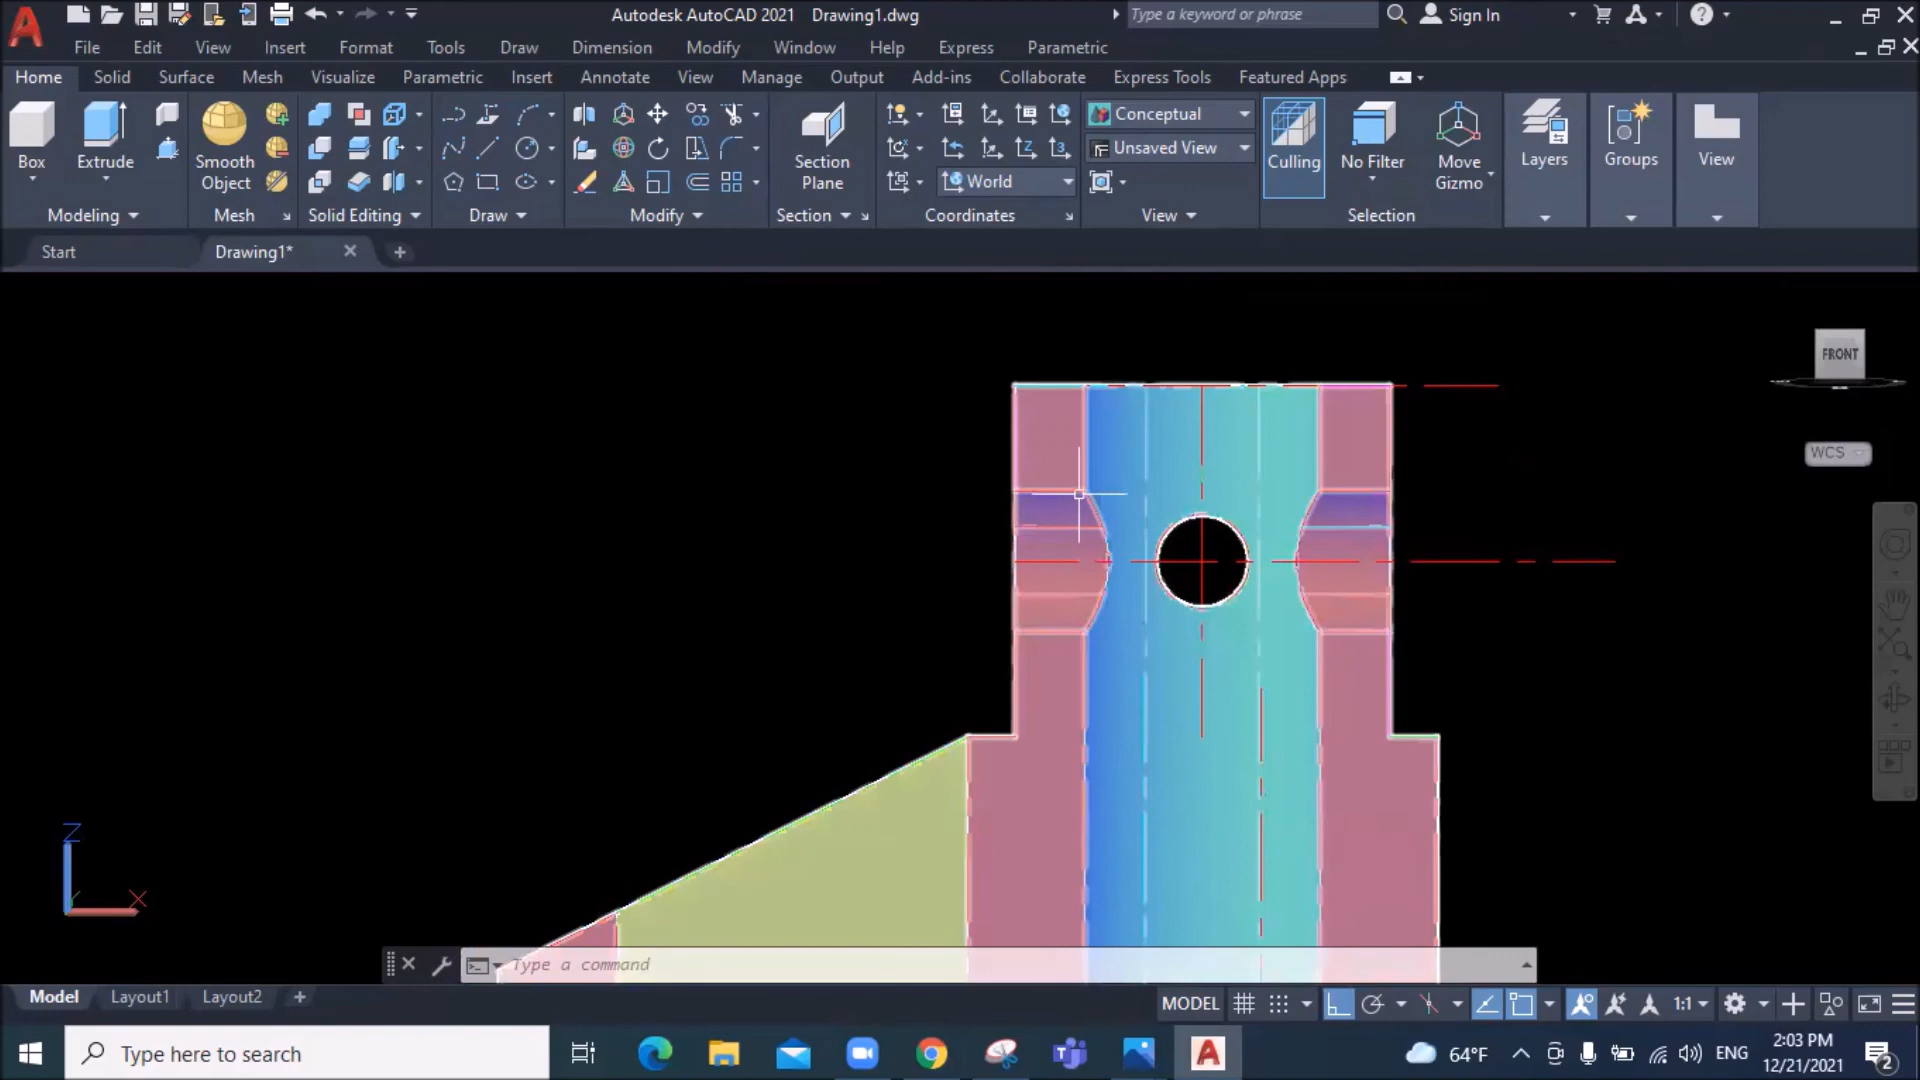 Autodesk AutoCAD 2021 Drawing1.dwg Type a keyword or phrase Sign In
File Edit View Insert Format Tools Draw Dimension Modify Window Help Express Parametric
Home Solid Surface Mesh Visualize Parametric Insert Annotate View Manage Output Add-ins Collaborate Express Tools Featured Apps
Conceptual
Unsaved View
World
Box Extrude Smooth Object Section Plane Culling No Filter Move Gizmo Layers Groups View
Modeling Mesh Solid Editing Draw Modify Section Coordinates View Selection
Start Drawing1*
FRONT
WCS
Z
X
Y
Type a command
Model Layout1 Layout2 MODEL 1:1
Type here to search 64°F ENG 2:03 PM
12/21/2021 2